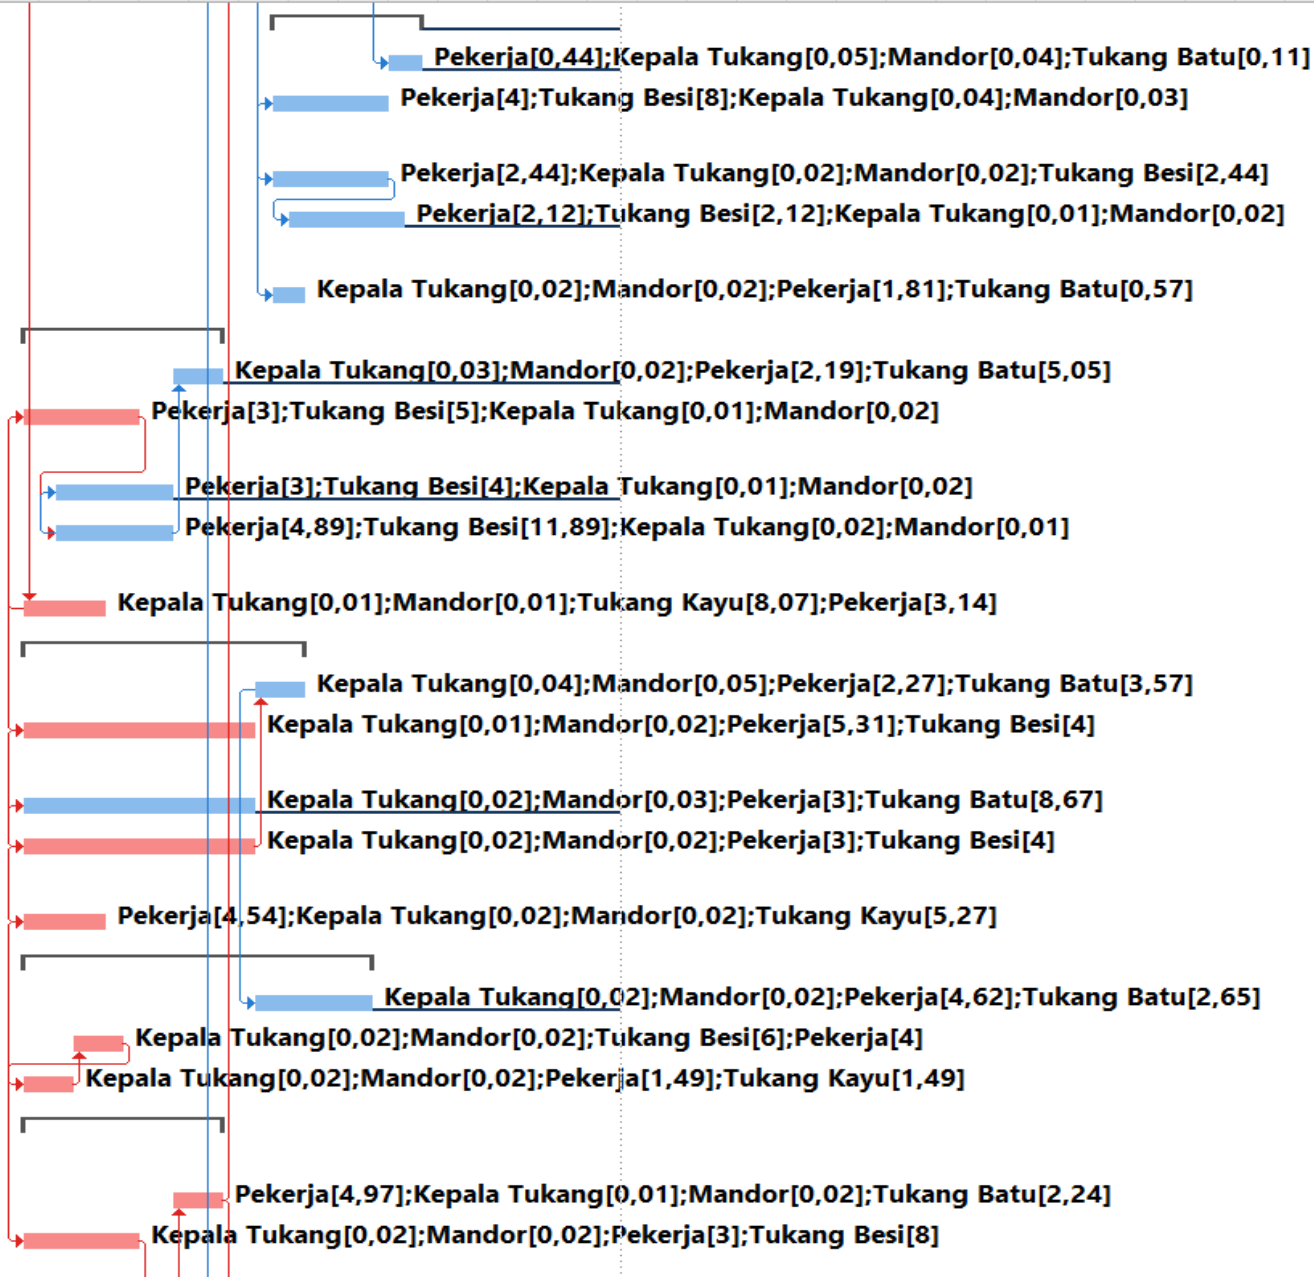 Pekerja[0,44];Kepala Tukang[0,05];Mandor[0,04];Tukang Batu[0,11]
Pekerja[4];Tukang Besi[8];Kepala Tukang[0,04];Mandor[0,03]
Pekerja[2,44];Kepala Tukang[0,02];Mandor[0,02];Tukang Besi[2,44]
Pekerja[2,12];Tukang Besi[2,12];Kepala Tukang[0,01];Mandor[0,02]
Kepala Tukang[0,02];Mandor[0,02];Pekerja[1,81];Tukang Batu[0,57]
Kepala Tukang[0,03];Mandor[0,02];Pekerja[2,19];Tukang Batu[5,05]
Pekerja[3];Tukang Besi[5];Kepala Tukang[0,01];Mandor[0,02]
Pekerja[3];Tukang Besi[4];Kepala Tukang[0,01];Mandor[0,02]
Pekerja[4,89];Tukang Besi[11,89];Kepala Tukang[0,02];Mandor[0,01]
Kepala Tukang[0,01];Mandor[0,01];Tukang Kayu[8,07];Pekerja[3,14]
Kepala Tukang[0,04];Mandor[0,05];Pekerja[2,27];Tukang Batu[3,57]
Kepala Tukang[0,01];Mandor[0,02];Pekerja[5,31];Tukang Besi[4]
Kepala Tukang[0,02];Mandor[0,03];Pekerja[3];Tukang Batu[8,67]
Kepala Tukang[0,02];Mandor[0,02];Pekerja[3];Tukang Besi[4]
Pekerja[4,54];Kepala Tukang[0,02];Mandor[0,02];Tukang Kayu[5,27]
Kepala Tukang[0,02];Mandor[0,02];Pekerja[4,62];Tukang Batu[2,65]
Kepala Tukang[0,02];Mandor[0,02];Tukang Besi[6];Pekerja[4]
Kepala Tukang[0,02];Mandor[0,02];Pekerja[1,49];Tukang Kayu[1,49]
Pekerja[4,97];Kepala Tukang[0,01];Mandor[0,02];Tukang Batu[2,24]
Kepala Tukang[0,02];Mandor[0,02];Pekerja[3];Tukang Besi[8]